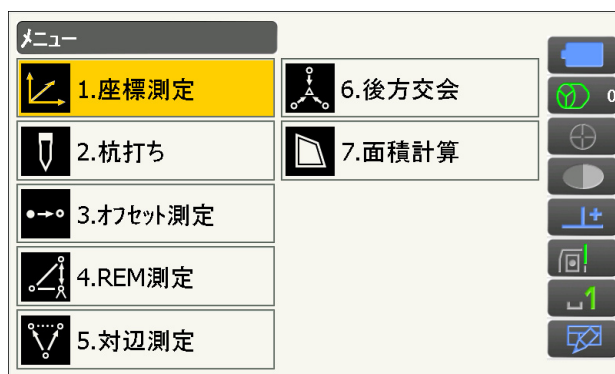 メニュー
1.座標測定
2.杭打ち
3.オフセット測定
4.REM測定
5.対辺測定
6.後方交会
7.面積計算
0
1